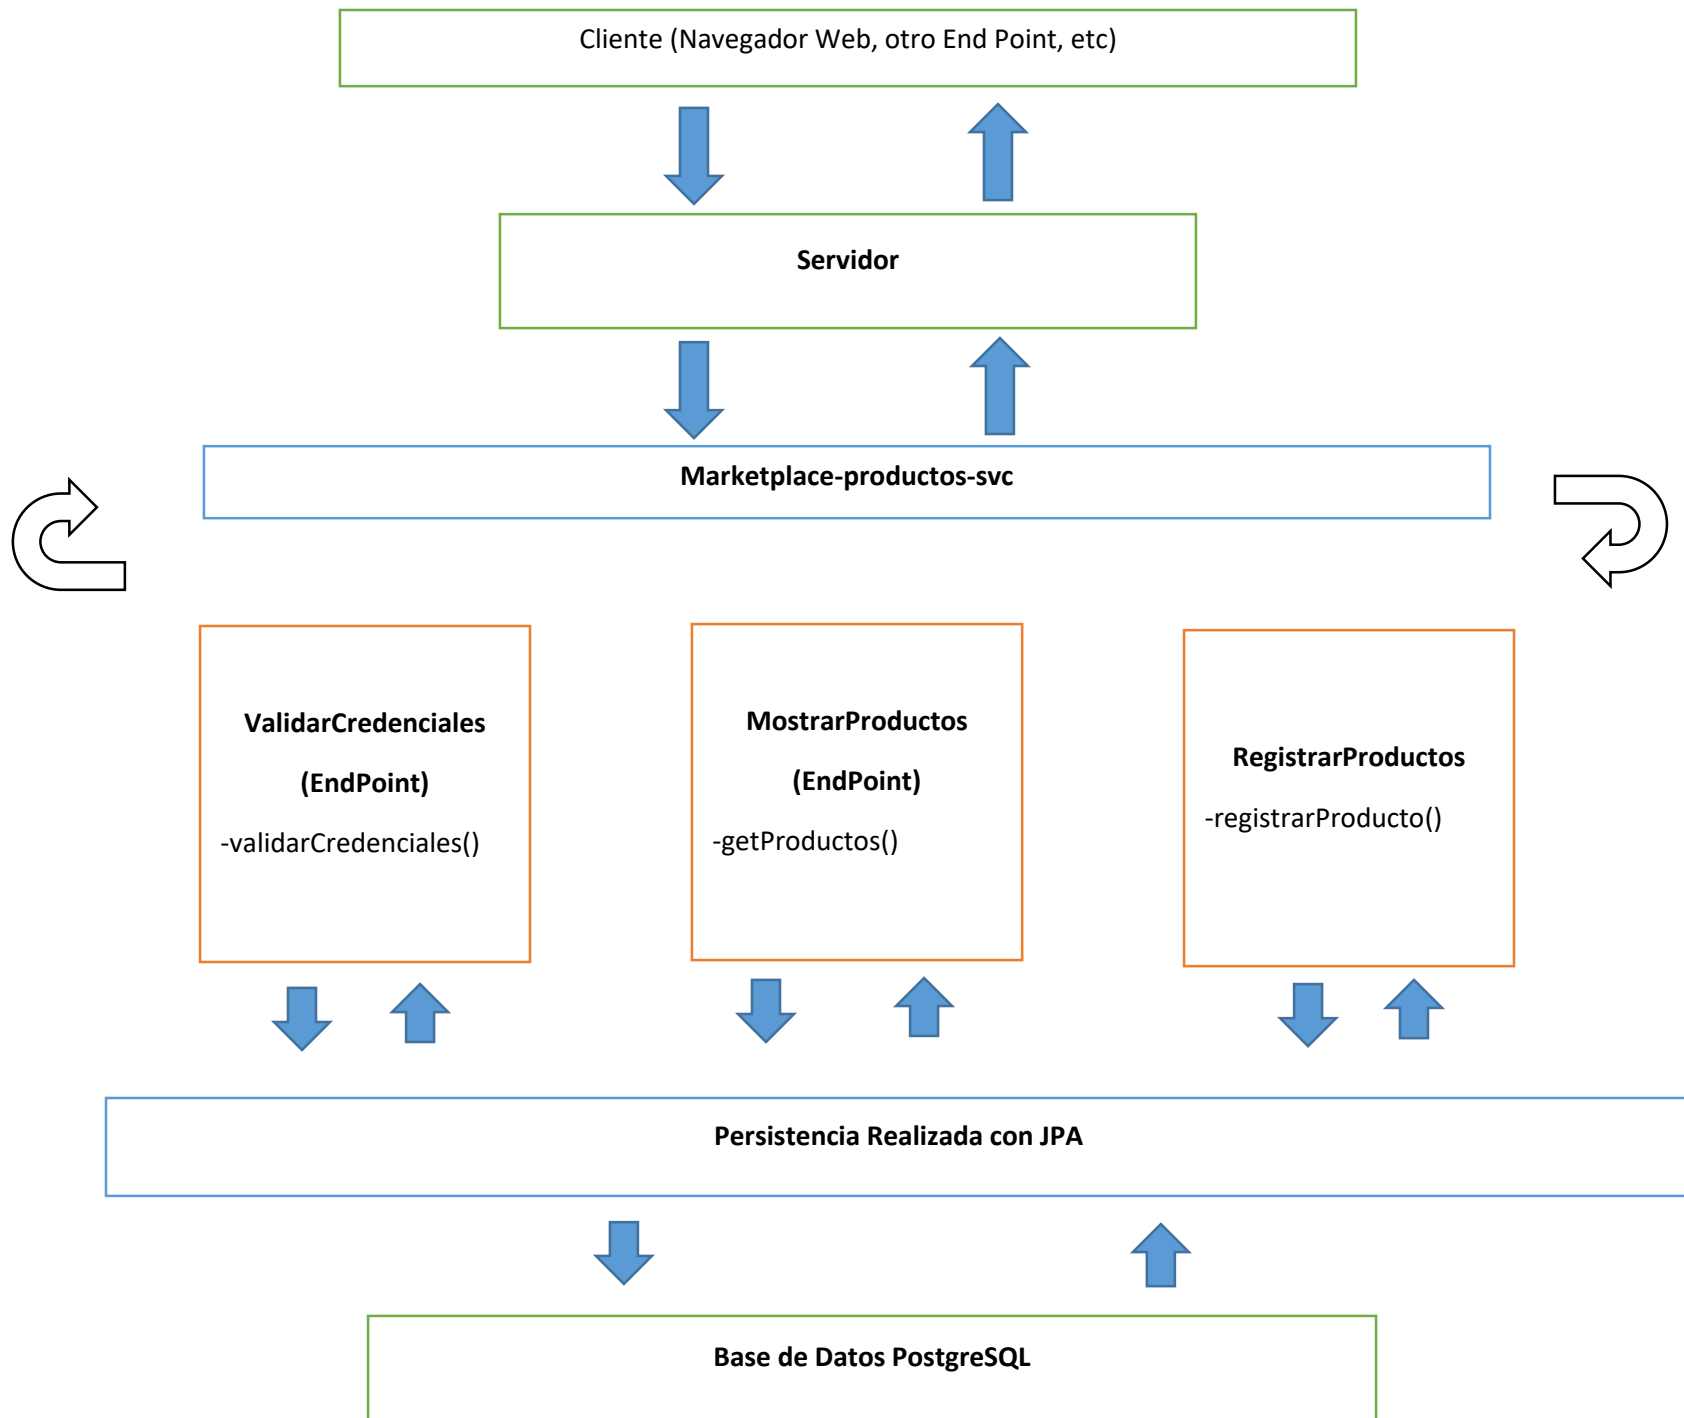 Cliente (Navegador Web, otro End Point, etc)
Servidor
Marketplace-productos-svc
ValidarCredenciales
(EndPoint)
-validarCredenciales()
MostrarProductos
(EndPoint)
-getProductos()
RegistrarProductos
-registrarProducto()
Persistencia Realizada con JPA
Base de Datos PostgreSQL